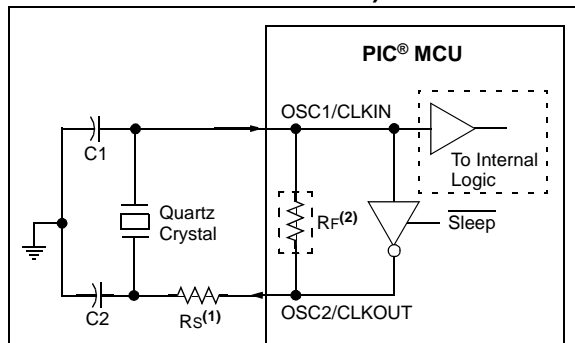 PIC® MCU
OSC1/CLKIN
C1
To Internal
Logic
Quartz
Crystal
RF(2)
Sleep
C2
RS(1)
OSC2/CLKOUT